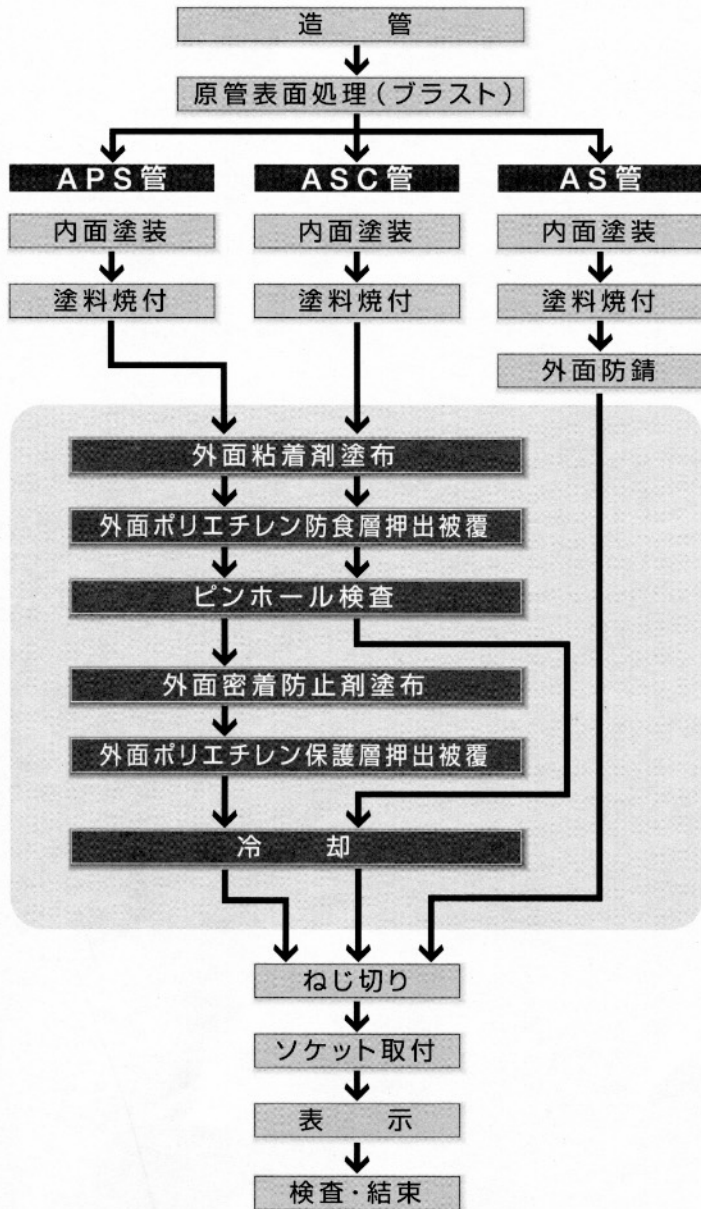 造　管
原管表面処理(ブラスト)
APS管
ASC管
AS管
内面塗装
内面塗装
内面塗装
塗料焼付
塗料焼付
塗料焼付
外面防錆
外面粘着剤塗布
外面ポリエチレン防食層押出被覆
ピンホール検査
外面密着防止剤塗布
外面ポリエチレン保護層押出被覆
冷　却
ねじ切り
ソケット取付
表　示
検査・結束